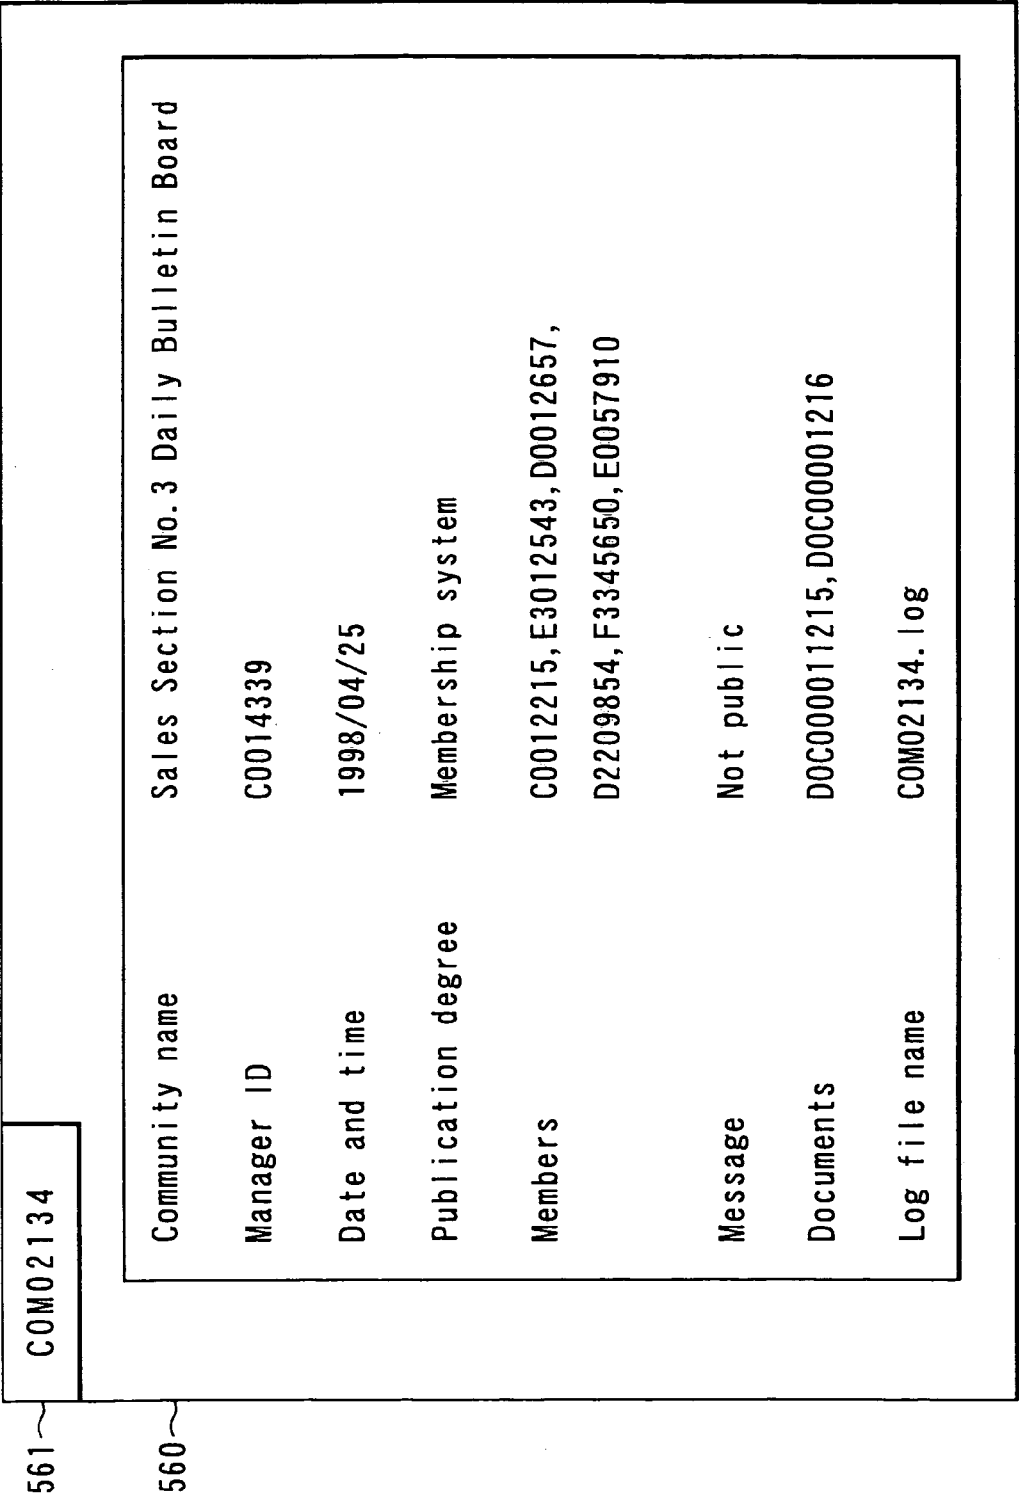 561 COM02134
560
Community name Sales Section No.3 Daily Bulletin Board
Manager ID C0014339
Date and time 1998/04/25
Publication degree Membership system
Members C0012215,E3012543,D0012657,
D2209854,F3345650,E0057910
Message Not public
Documents DOC000011215,DOC00001216
Log file name COM02134.log